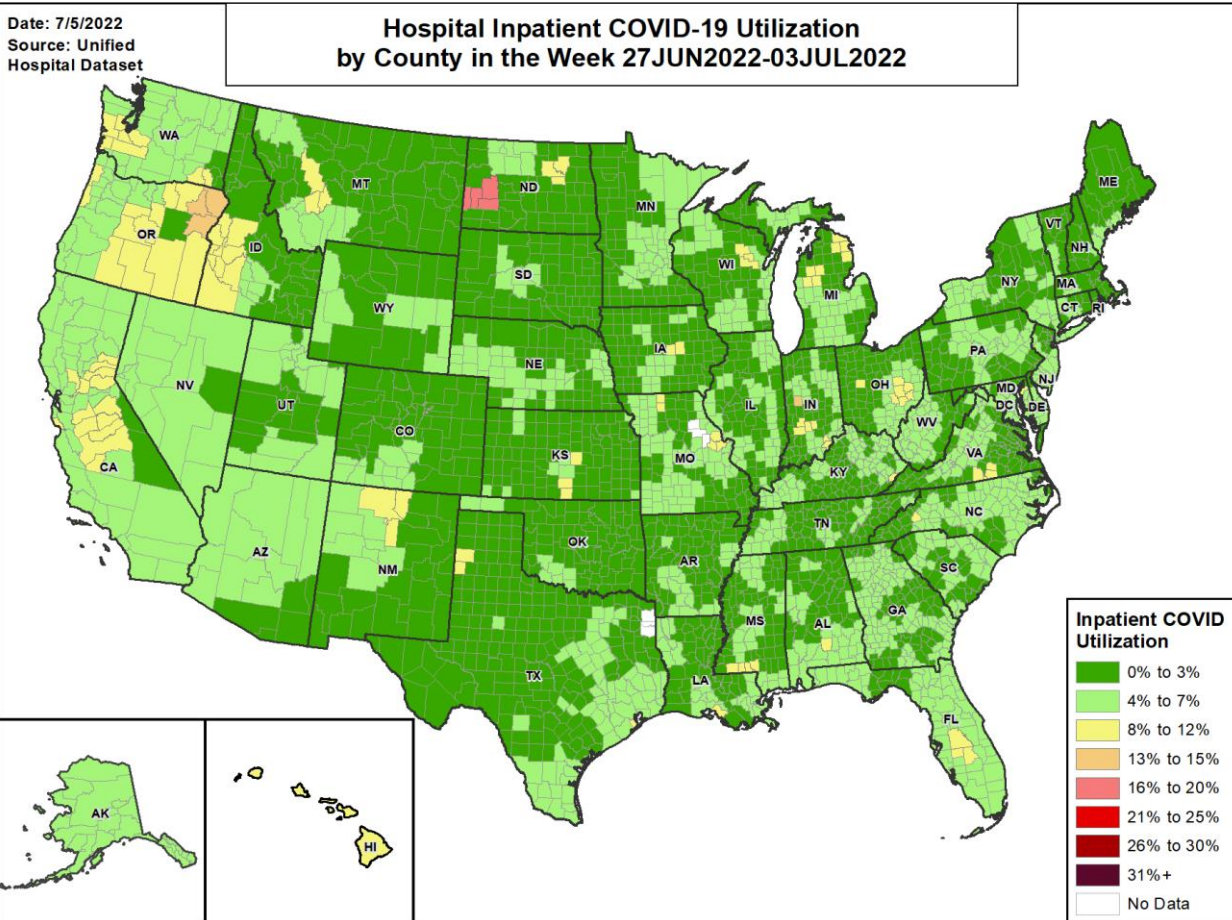 Date: 7/5/2022
Source: Unified
Hospital Dataset
Hospital Inpatient COVID-19 Utilization
by County in the Week 27JUN2022-03JUL2022
WA
MT
ND
MN
ME
OR
ID
SD
WI
MI
VT
NH
NY
MA
CT
RI
WY
IA
NE
PA
NJ
NV
UT
CO
IL
IN
OH
MD
DC
DE
WV
VA
CA
KS
MO
KY
NC
TN
AZ
NM
OK
AR
SC
MS
AL
GA
TX
LA
FL
AK
HI
Inpatient COVID
Utilization
0% to 3%
4% to 7%
8% to 12%
13% to 15%
16% to 20%
21% to 25%
26% to 30%
31%+
No Data